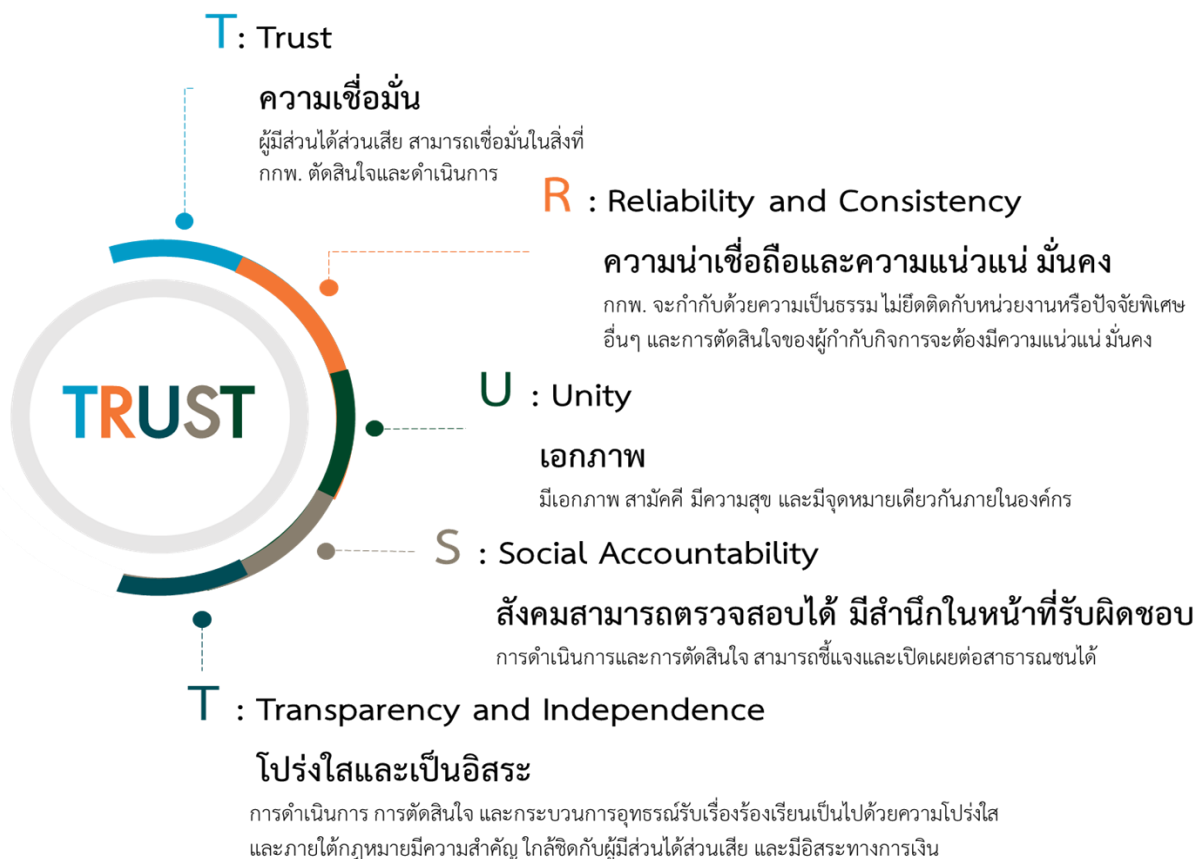 T: Trust
ความเชื่อมั่น
ผู้มีส่วนได้ส่วนเสีย สามารถเชื่อมั่นในสิ่งที่
กกพ. ตัดสินใจและดำเนินการ
R : Reliability and Consistency
ความน่าเชื่อถือและความแน่วแน่ มั่นคง
กกพ. จะกำกับด้วยความเป็นธรรม ไม่ยึดติดกับหน่วยงานหรือปัจจัยพิเศษ
อื่นๆ และการตัดสินใจของผู้กำกับกิจการจะต้องมีความแน่วแน่ มั่นคง
TRUST
U : Unity
เอกภาพ
มีเอกภาพ สามัคคี มีความสุข และมีจุดหมายเดียวกันภายในองค์กร
S : Social Accountability
สังคมสามารถตรวจสอบได้ มีสำนึกในหน้าที่รับผิดชอบ
การดำเนินการและการตัดสินใจ สามารถชี้แจงและเปิดเผยต่อสาธารณชนได้
T : Transparency and Independence
โปร่งใสและเป็นอิสระ
การดำเนินการ การตัดสินใจ และกระบวนการอุทธรณ์รับเรื่องร้องเรียนเป็นไปด้วยความโปร่งใส
และภายใต้กฎหมายมีความสำคัญ ใกล้ชิดกับผู้มีส่วนได้ส่วนเสีย และมีอิสระทางการเงิน